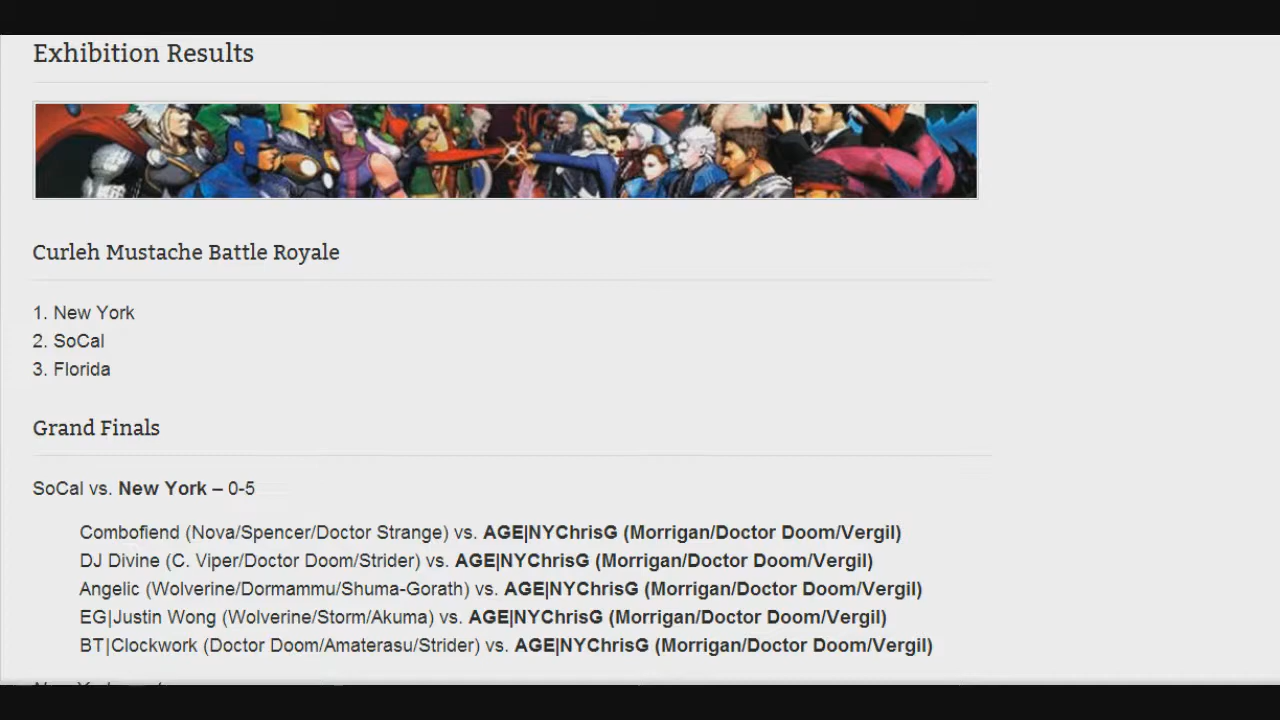 Exhibition Results
Curleh Mustache Battle Royale
1. New York
2. SoCal
3. Florida
Grand Finals
SoCal vs. New York – 0-5
Combofiend (Nova/Spencer/Doctor Strange) vs. AGE|NYChrisG (Morrigan/Doctor Doom/Vergil)
DJ Divine (C. Viper/Doctor Doom/Strider) vs. AGE|NYChrisG (Morrigan/Doctor Doom/Vergil)
Angelic (Wolverine/Dormammu/Shuma-Gorath) vs. AGE|NYChrisG (Morrigan/Doctor Doom/Vergil)
EG|Justin Wong (Wolverine/Storm/Akuma) vs. AGE|NYChrisG (Morrigan/Doctor Doom/Vergil)
BT|Clockwork (Doctor Doom/Amaterasu/Strider) vs. AGE|NYChrisG (Morrigan/Doctor Doom/Vergil)